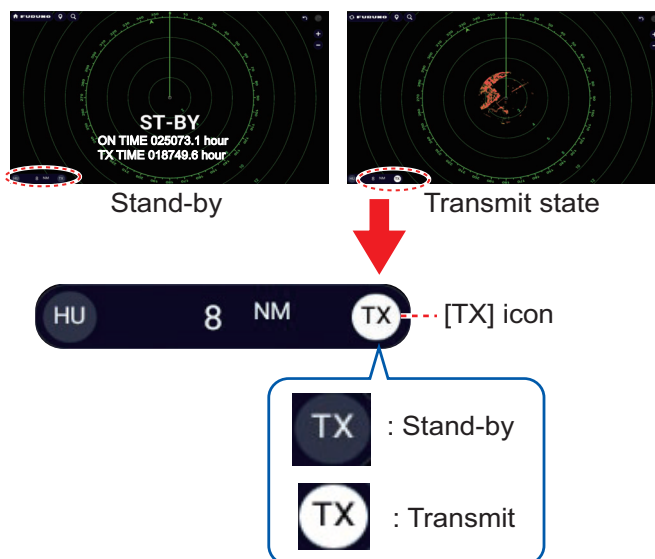 FURUNO
FURUNO
ST-BY
ON TIME 025073.1 hour
TX TIME 018749.6 hour
Stand-by
Transmit state
HU
8 NM
TX
[TX] icon
TX
: Stand-by
TX
: Transmit